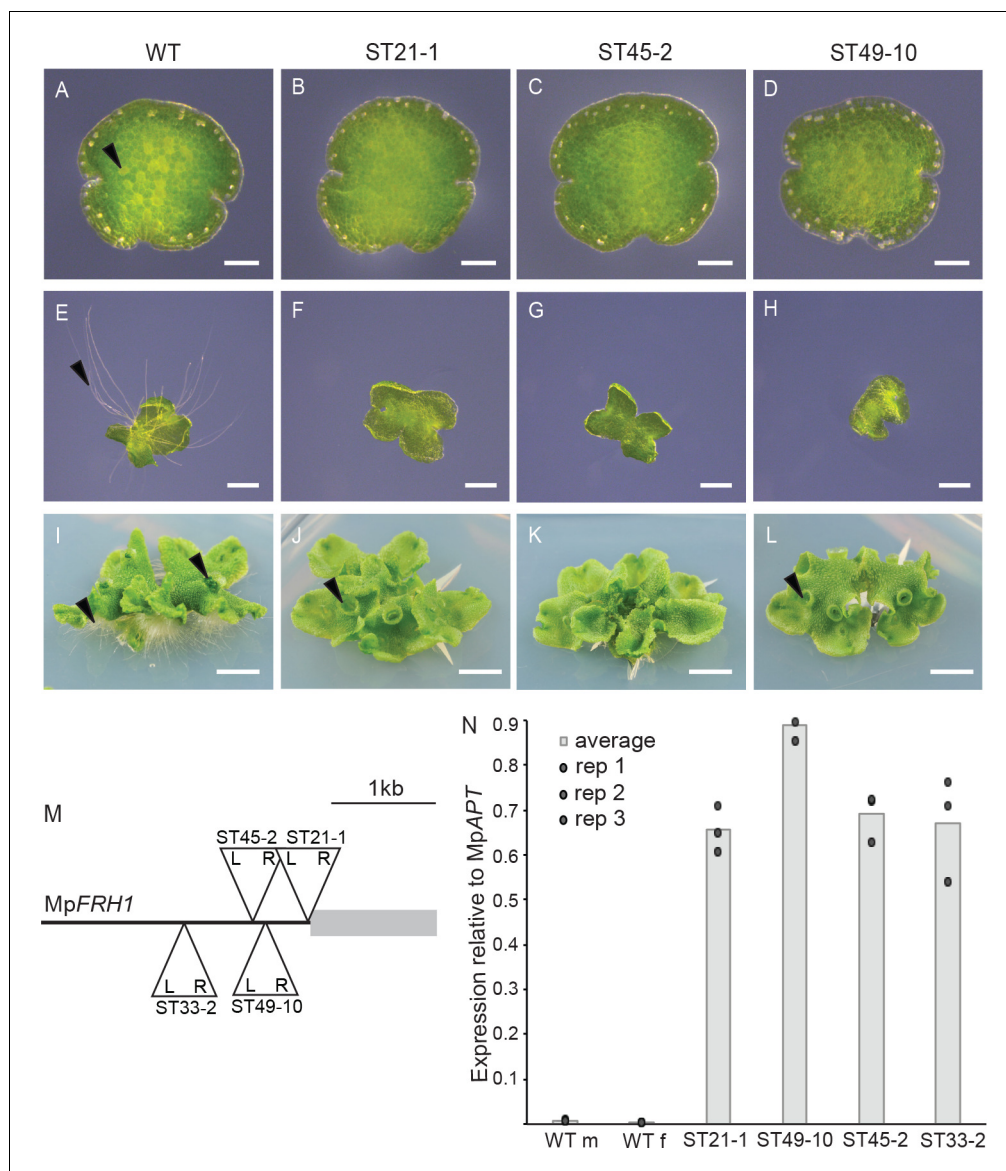 WT ST21-1 ST45-2 ST49-10
A B C D
E F G H
I J K L
M
1kb
ST45-2 ST21-1
L R L R
MpFRH1
L R L R
ST33-2 ST49-10
N
Expression relative to MpAPT
0.9
0.8
0.7
0.6
0.5
0.4
0.3
0.2
0.1
average
rep 1
rep 2
rep 3
WT m WT f ST21-1 ST49-10 ST45-2 ST33-2